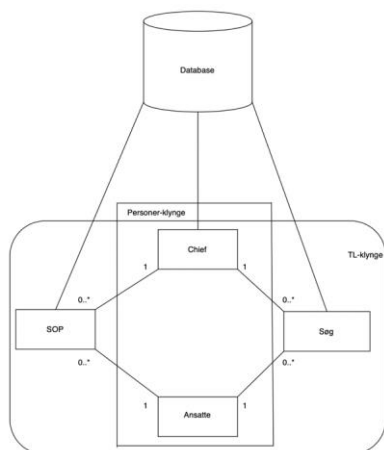 Database
Personer-klynge
Chief
TL-klynge
1
1
0..*
0..*
SOP
Søg
0..*
0..*
1
1
Ansatte